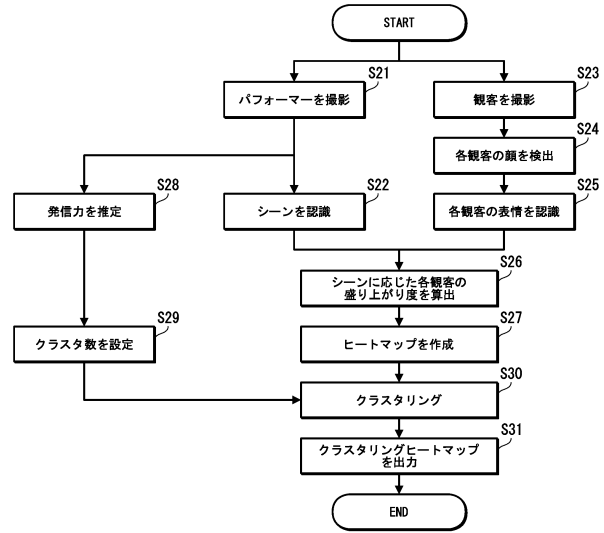 START
S21
パフォーマーを撮影
S23
観客を撮影
S24
各観客の顔を検出
S28
発信力を推定
S22
シーンを認識
S25
各観客の表情を認識
S26
シーンに応じた各観客の
盛り上がり度を算出
S29
クラスタ数を設定
S27
ヒートマップを作成
S30
クラスタリング
S31
クラスタリングヒートマップ
を出力
END